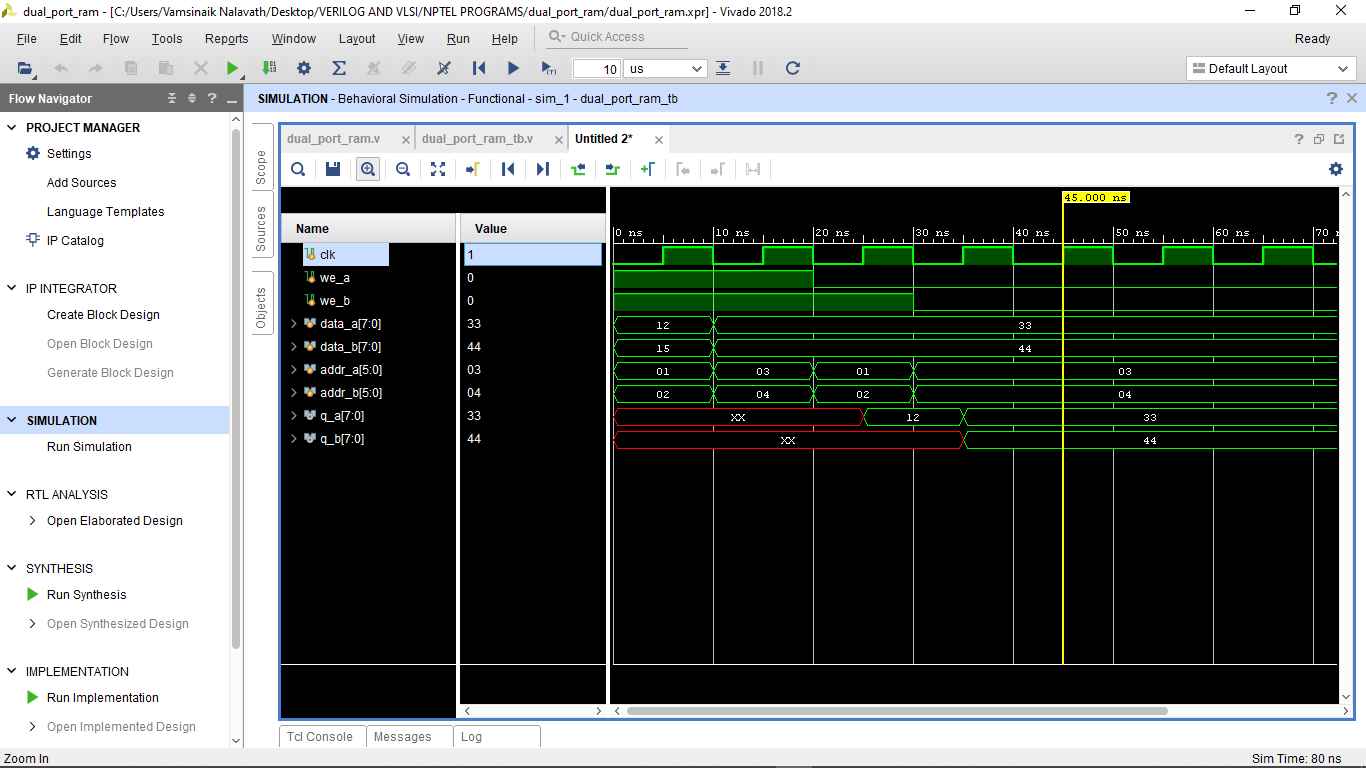 dual_port_ram - [C:/Users/Vamsinaik Nalavath/Desktop/VERILOG AND VLSI/NPTEL PROGRAMS/dual_port_ram/dual_port_ram.xpr] - Vivado 2018.2
File Edit Flow Tools Reports Window Layout View Run Help Quick Access Ready
10 us Default Layout
Flow Navigator
SIMULATION - Behavioral Simulation - Functional - sim_1 - dual_port_ram_tb
PROJECT MANAGER
Settings
Add Sources
Language Templates
IP Catalog
IP INTEGRATOR
Create Block Design
Open Block Design
Generate Block Design
SIMULATION
Run Simulation
RTL ANALYSIS
Open Elaborated Design
SYNTHESIS
Run Synthesis
Open Synthesized Design
IMPLEMENTATION
Run Implementation
Open Implemented Design
Scope
Sources
Objects
dual_port_ram.v dual_port_ram_tb.v Untitled 2*
45.000 ns
Name Value 0 ns 10 ns 20 ns 30 ns 40 ns 50 ns 60 ns 70
clk 1
we_a 0
we_b 0
data_a[7:0] 33 12 33
data_b[7:0] 44 15 44
addr_a[5:0] 03 01 03 01 03
addr_b[5:0] 04 02 04 02 04
q_a[7:0] 33 XX 12 33
q_b[7:0] 44 XX 44
Tcl Console Messages Log
Zoom In Sim Time: 80 ns